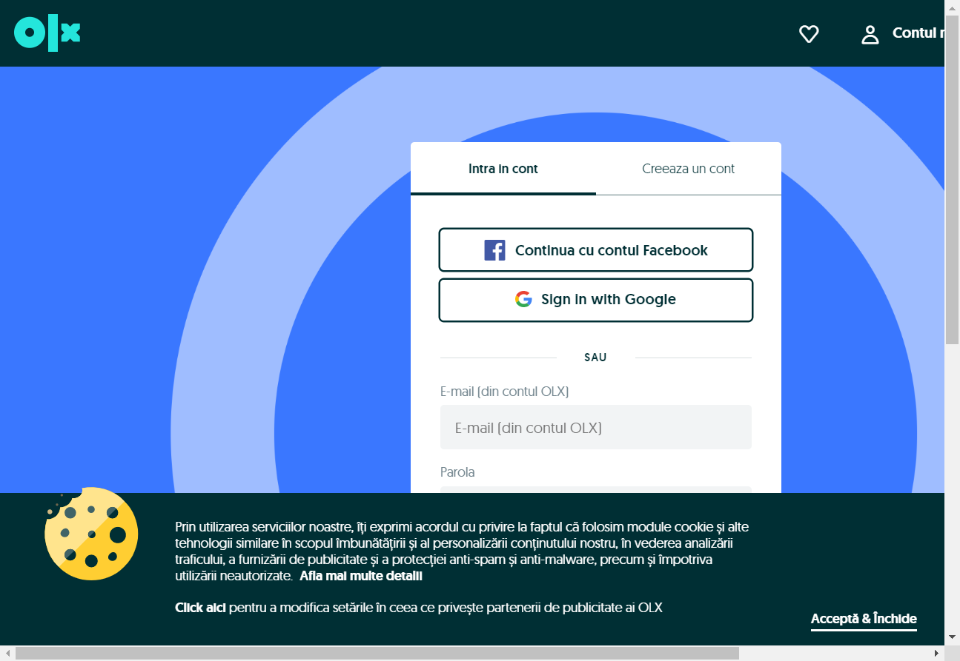 olx
Contul
Intra in cont
Creeaza un cont
Continua cu contul Facebook
Sign in with Google
SAU
E-mail (din contul OLX)
E-mail (din contul OLX)
Parola
Prin utilizarea serviciilor noastre, îți exprimi acordul cu privire la faptul că folosim module cookie și alte
tehnologii similare în scopul îmbunătățirii și al personalizării conținutului nostru, în vederea analizării
traficului, a furnizării de publicitate și a protecției anti-spam și anti-malware, precum și împotriva
utilizării neautorizate. Afla mai multe detalii
Click aici pentru a modifica setările în ceea ce privește partenerii de publicitate ai OLX
Acceptă & Închide